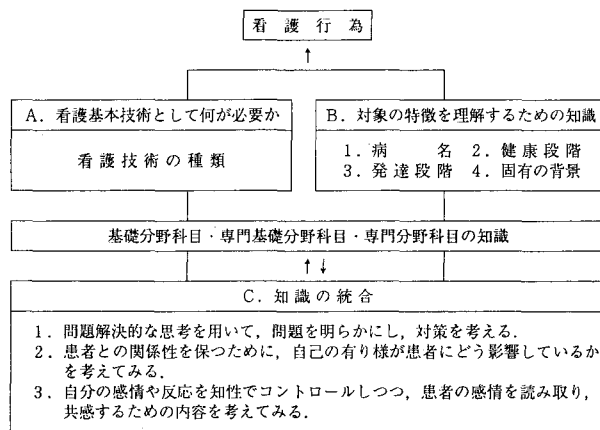 看護行為
↑
A．看護基本技術として何が必要か
看護技術の種類
B．対象の特徴を理解するための知識
1．病名 2．健康段階
3．発達段階 4．固有の背景
基礎分野科目・専門基礎分野科目・専門分野科目の知識
↑↓
C．知識の統合
1．問題解決的な思考を用いて，問題を明らかにし，対策を考える．
2．患者との関係性を保つために，自己の有り様が患者にどう影響しているか
を考えてみる．
3．自分の感情や反応を知性でコントロールしつつ，患者の感情を読み取り，
共感するための内容を考えてみる．